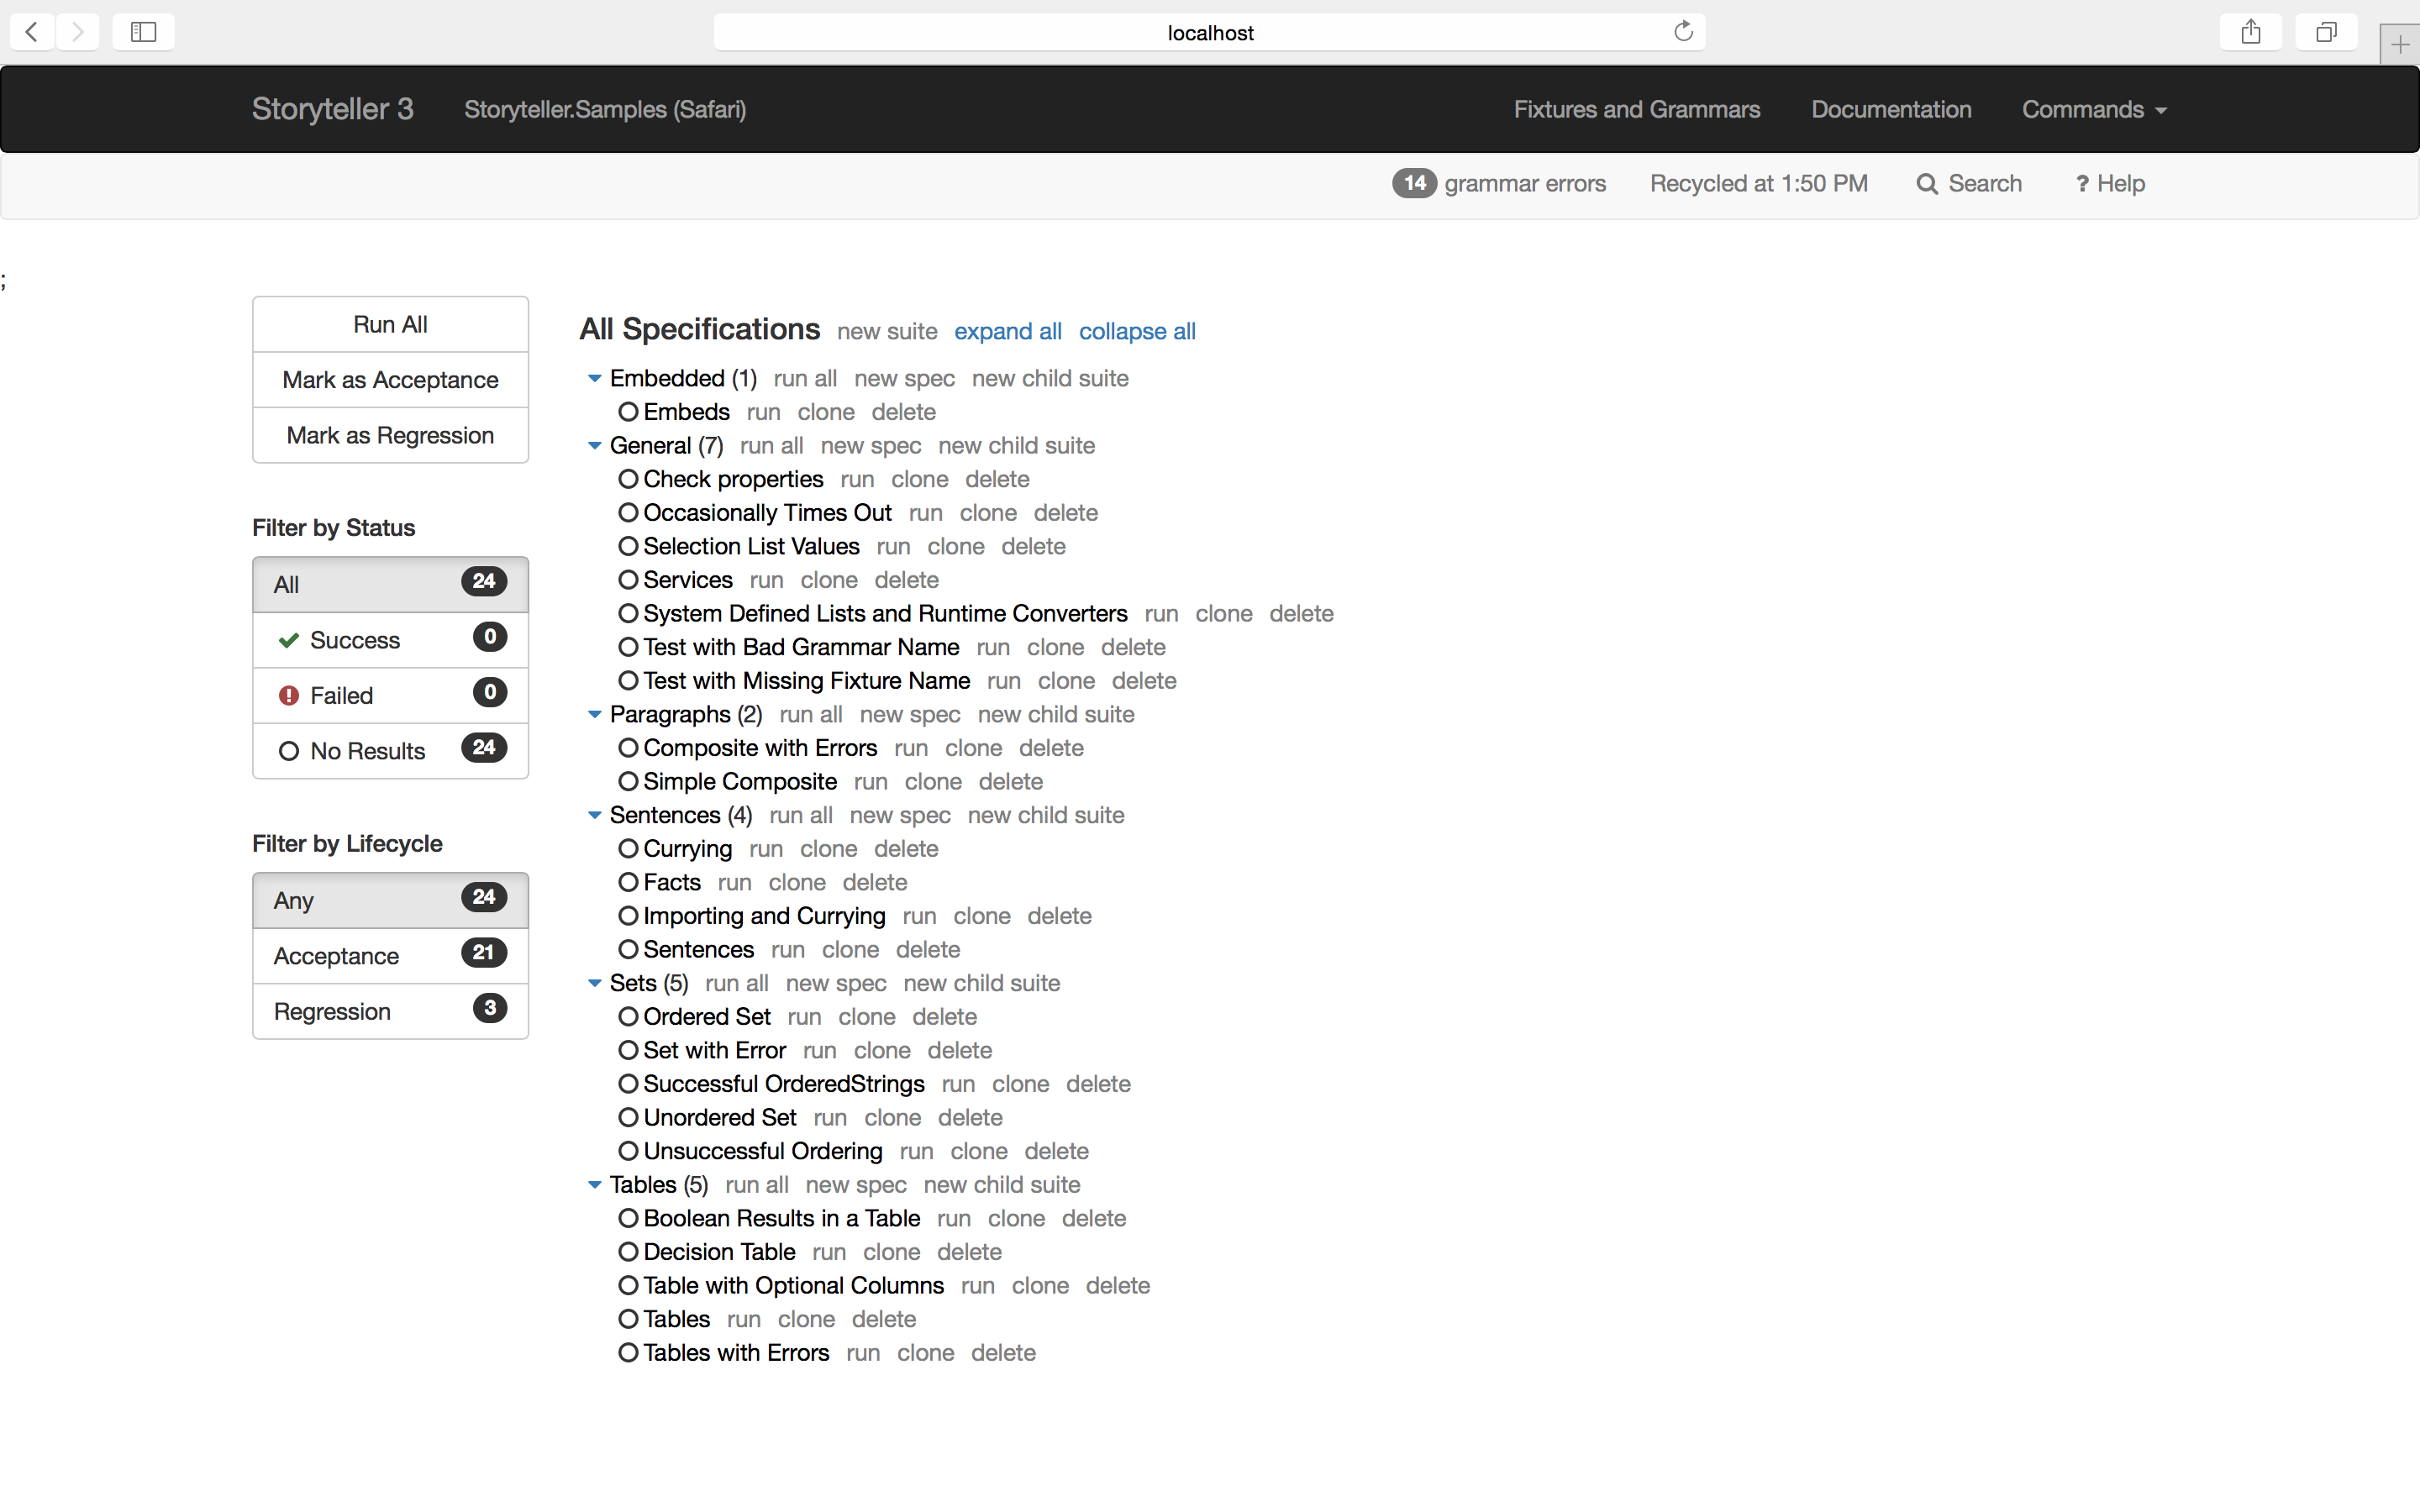 localhost
Storyteller 3 Storyteller.Samples (Safari) Fixtures and Grammars Documentation Commands
14 grammar errors Recycled at 1:50 PM Search ? Help
;
Run All
Mark as Acceptance
Mark as Regression
Filter by Status
All 24
Success 0
Failed 0
No Results 24
Filter by Lifecycle
Any 24
Acceptance 21
Regression 3
All Specifications new suite expand all collapse all
Embedded (1) run all new spec new child suite
Embeds run clone delete
General (7) run all new spec new child suite
Check properties run clone delete
Occasionally Times Out run clone delete
Selection List Values run clone delete
Services run clone delete
System Defined Lists and Runtime Converters run clone delete
Test with Bad Grammar Name run clone delete
Test with Missing Fixture Name run clone delete
Paragraphs (2) run all new spec new child suite
Composite with Errors run clone delete
Simple Composite run clone delete
Sentences (4) run all new spec new child suite
Currying run clone delete
Facts run clone delete
Importing and Currying run clone delete
Sentences run clone delete
Sets (5) run all new spec new child suite
Ordered Set run clone delete
Set with Error run clone delete
Successful OrderedStrings run clone delete
Unordered Set run clone delete
Unsuccessful Ordering run clone delete
Tables (5) run all new spec new child suite
Boolean Results in a Table run clone delete
Decision Table run clone delete
Table with Optional Columns run clone delete
Tables run clone delete
Tables with Errors run clone delete